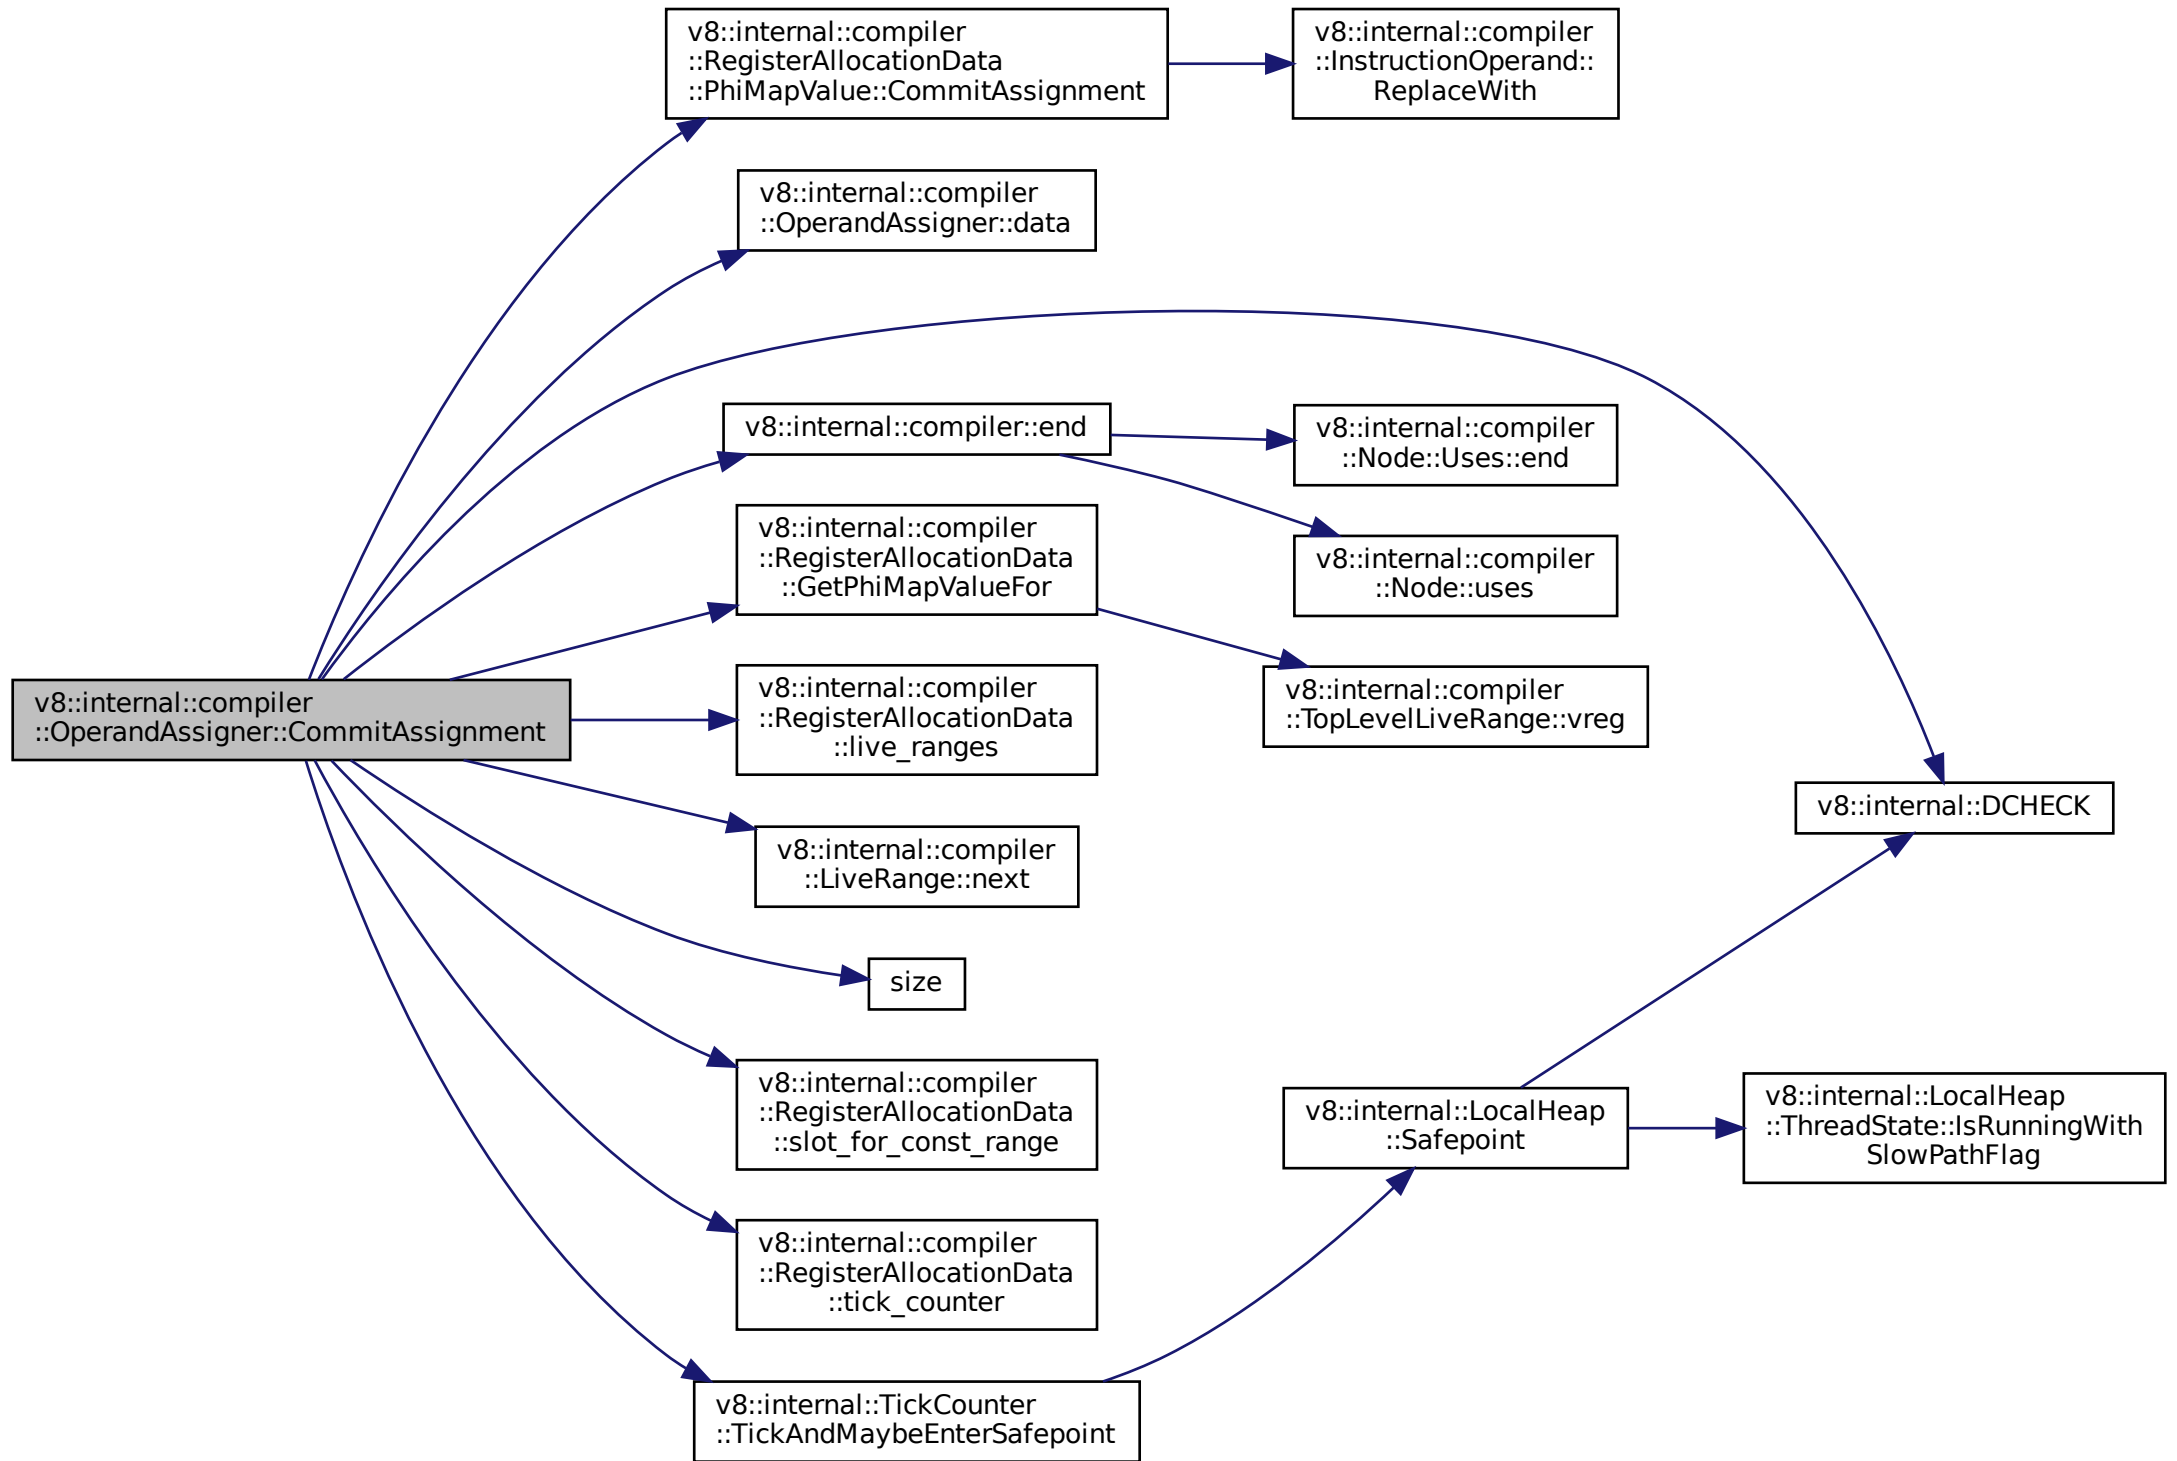 v8::internal::compiler
::RegisterAllocationData
::PhiMapValue::CommitAssignment
v8::internal::compiler
::InstructionOperand::
ReplaceWith
v8::internal::compiler
::OperandAssigner::data
v8::internal::compiler::end
v8::internal::compiler
::Node::Uses::end
v8::internal::compiler
::RegisterAllocationData
::GetPhiMapValueFor
v8::internal::compiler
::Node::uses
v8::internal::compiler
::OperandAssigner::CommitAssignment
v8::internal::compiler
::RegisterAllocationData
::live_ranges
v8::internal::compiler
::TopLevelLiveRange::vreg
v8::internal::DCHECK
v8::internal::compiler
::LiveRange::next
size
v8::internal::compiler
::RegisterAllocationData
::slot_for_const_range
v8::internal::LocalHeap
::Safepoint
v8::internal::LocalHeap
::ThreadState::IsRunningWith
SlowPathFlag
v8::internal::compiler
::RegisterAllocationData
::tick_counter
v8::internal::TickCounter
::TickAndMaybeEnterSafepoint